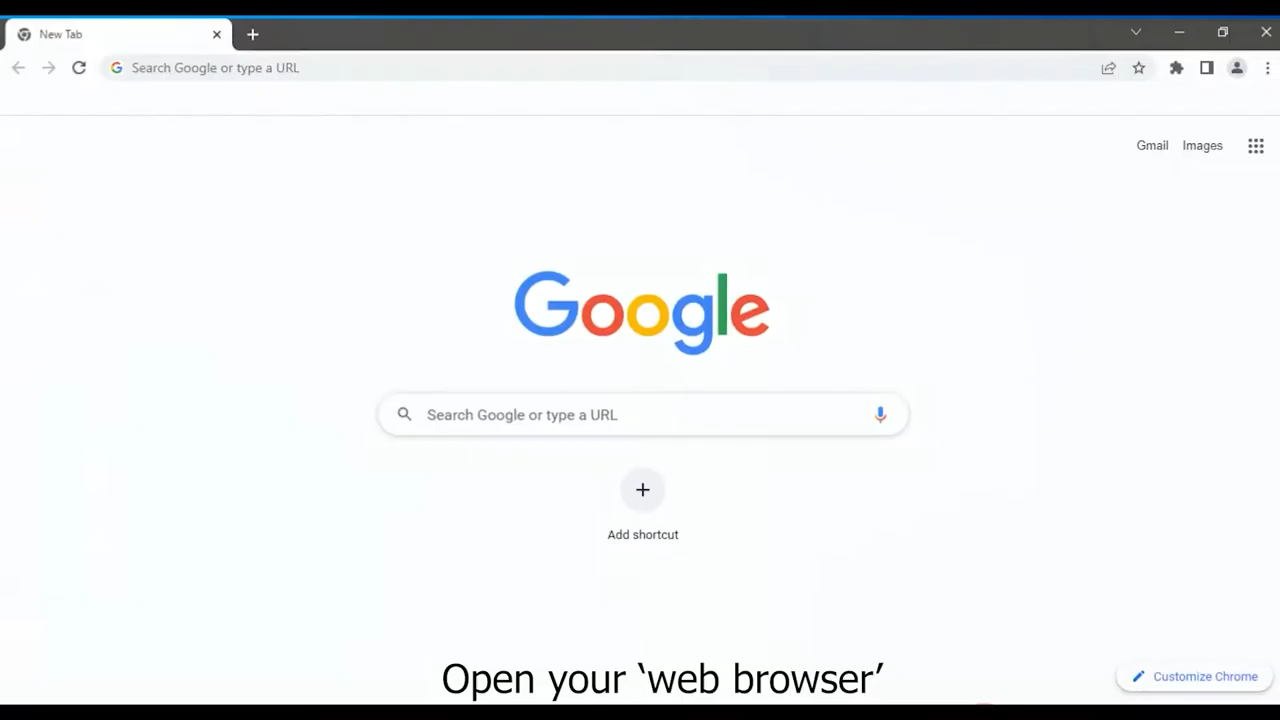 New Tab
Search Google or type a URL
Gmail Images
Google
Search Google or type a URL
Add shortcut
Open your ‘web browser’
Customize Chrome